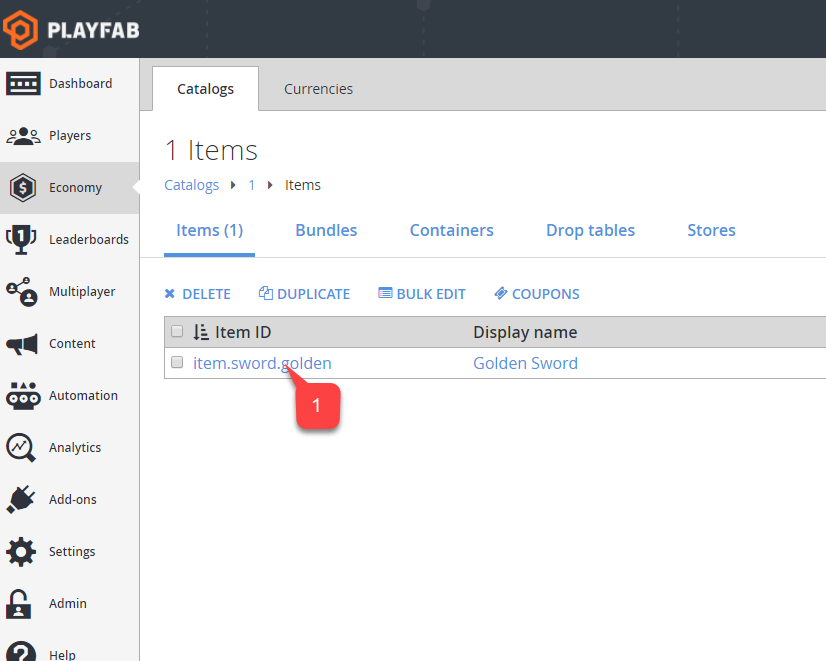 PLAYFAB
Dashboard
Players
Economy
Leaderboards
Multiplayer
Content
Automation
Analytics
Add-ons
Settings
Admin
Help
Catalogs
Currencies
1 Items
Catalogs 1 Items
Items (1)
Bundles
Containers
Drop tables
Stores
DELETE
DUPLICATE
BULK EDIT
COUPONS
Item ID
Display name
item.sword.golden
Golden Sword
1